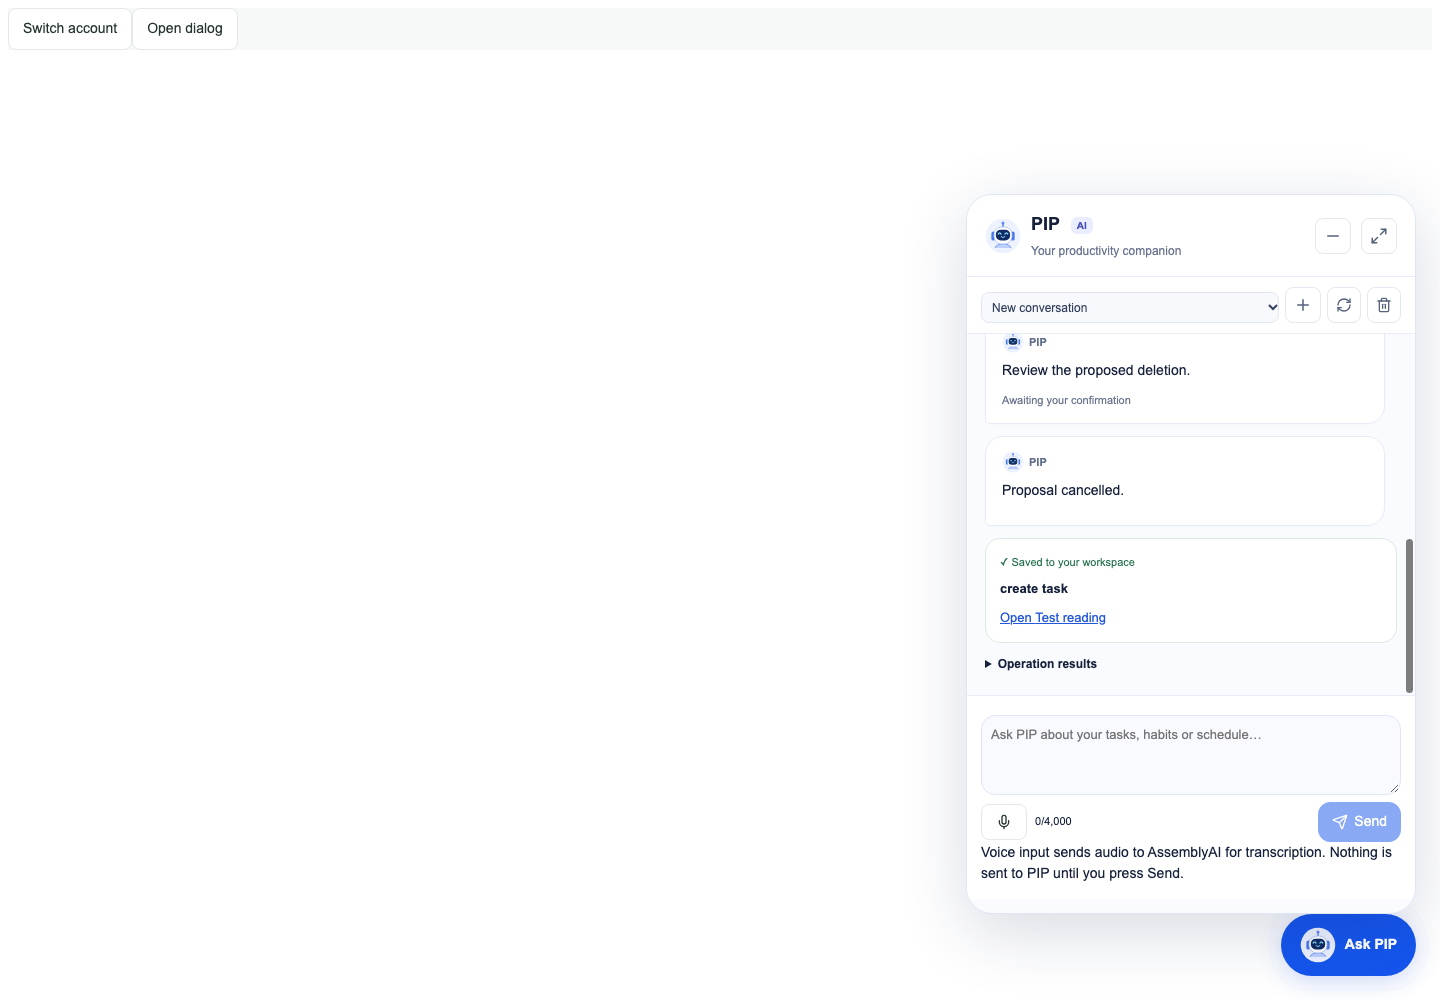 Switch account
Open dialog
PIP AI
Your productivity companion
New conversation
PIP
Review the proposed deletion.
Awaiting your confirmation
PIP
Proposal cancelled.
✓ Saved to your workspace
create task
Open Test reading
Operation results
Ask PIP about your tasks, habits or schedule…
0/4,000
Send
Voice input sends audio to AssemblyAI for transcription. Nothing is
sent to PIP until you press Send.
Ask PIP